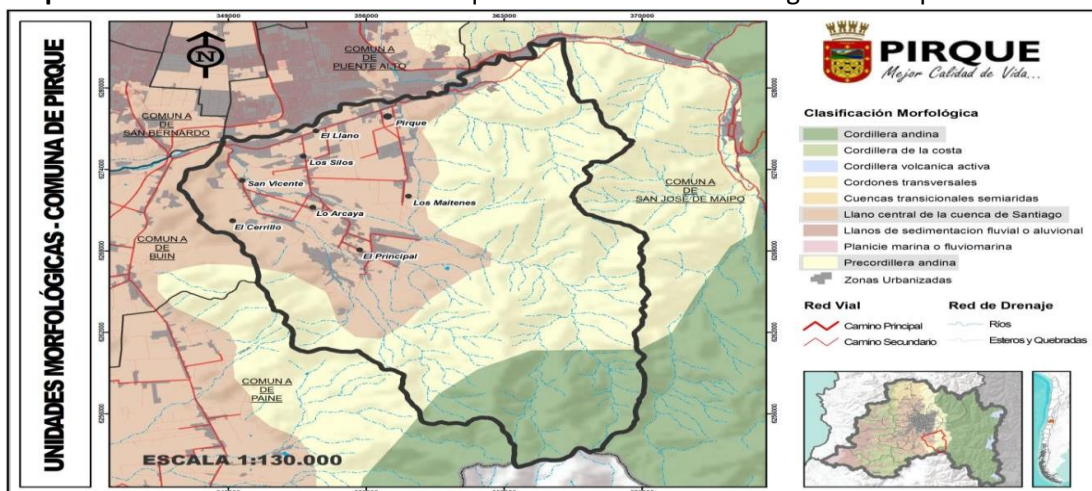 UNIDADES MORFOLÓGICAS - COMUNA DE PIRQUE
N
COMUNA
DE
PUENTE ALTO
COMUNA
DE
SAN BERNARDO
Pirque
El Llano
Los Silos
San Vicente
Los Maitenes
Lo Arcaya
El Cerrillo
El Principal
COMUNA
DE
SAN JOSE DE MAIPO
COMUNA
DE
BUIN
COMUNA
DE
PAINE
ESCALA 1:130.000
349000
356000
363000
370000
PIRQUE
Mejor Calidad de Vida...
Clasificación Morfológica
Cordillera andina
Cordillera de la costa
Cordillera volcanica activa
Cordones transversales
Cuencas transicionales semiaridas
Llano central de la cuenca de Santiago
Llanos de sedimentacion fluvial o aluvional
Planicie marina o fluviomarina
Precordillera andina
Zonas Urbanizadas
Red Vial
Camino Principal
Camino Secundario
Red de Drenaje
Ríos
Esteros y Quebradas